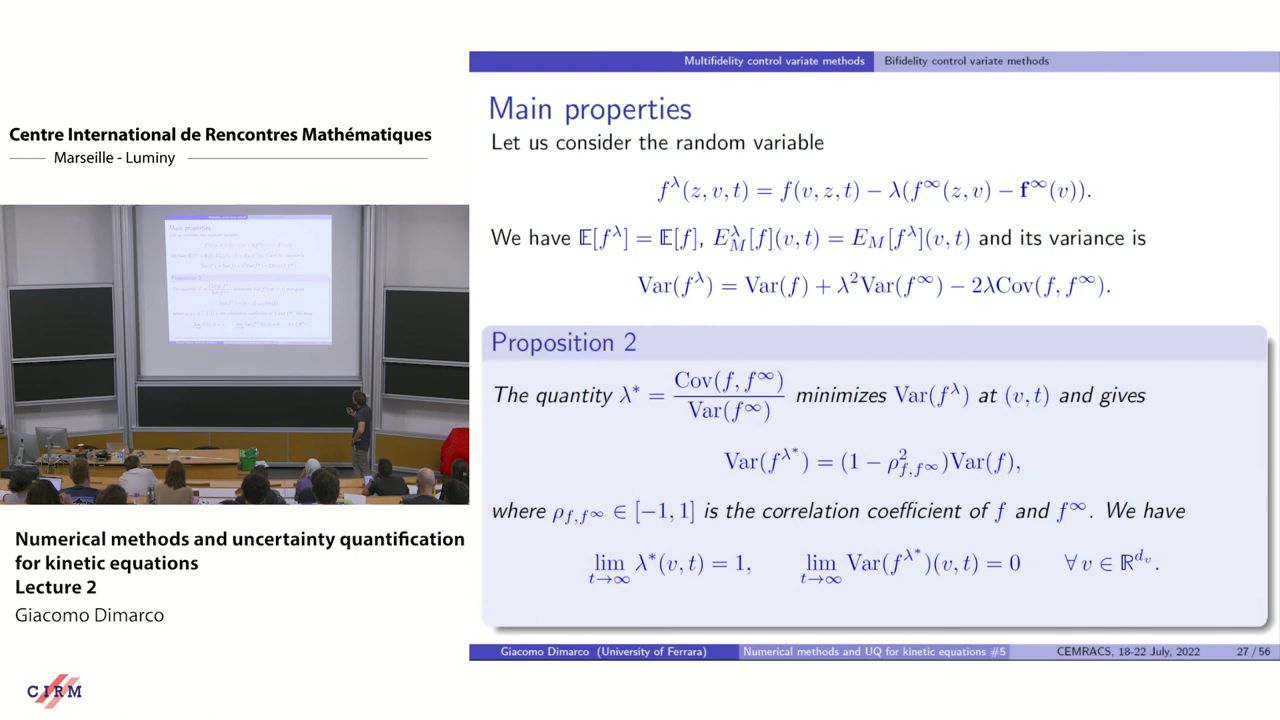 Centre International de Rencontres Mathématiques
Marseille - Luminy
Numerical methods and uncertainty quantification
for kinetic equations
Lecture 2
Giacomo Dimarco
CIRM
Multifidelity control variate methods Bifidelity control variate methods
Main properties
Let us consider the random variable
f^λ(z, v, t) = f(v, z, t) − λ(f^∞(z, v) − 𝐟^∞(v)).
We have 𝔼[f^λ] = 𝔼[f], E_M^λ[f](v, t) = E_M[f^λ](v, t) and its variance is
Var(f^λ) = Var(f) + λ²Var(f^∞) − 2λCov(f, f^∞).
Proposition 2
The quantity λ* = Cov(f, f^∞) / Var(f^∞) minimizes Var(f^λ) at (v, t) and gives
Var(f^{λ*}) = (1 − ρ²_{f,f^∞})Var(f),
where ρ_{f,f^∞} ∈ [−1, 1] is the correlation coefficient of f and f^∞. We have
lim_{t→∞} λ*(v, t) = 1, lim_{t→∞} Var(f^{λ*})(v, t) = 0 ∀ v ∈ ℝ^{d_v}.
Giacomo Dimarco (University of Ferrara) Numerical methods and UQ for kinetic equations #5 CEMRACS, 18-22 July, 2022 27 / 56